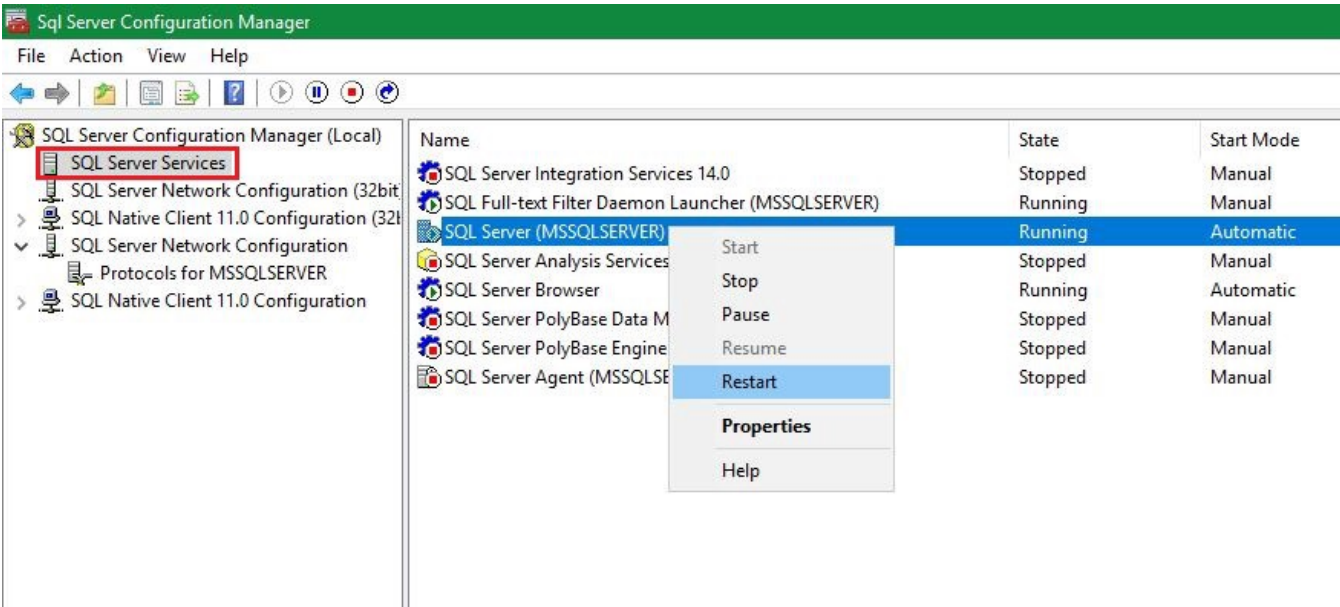 Sql Server Configuration Manager
File Action View Help
SQL Server Configuration Manager (Local)
SQL Server Services
SQL Server Network Configuration (32bit
SQL Native Client 11.0 Configuration (32
SQL Server Network Configuration
Protocols for MSSQLSERVER
SQL Native Client 11.0 Configuration
Name State Start Mode
SQL Server Integration Services 14.0 Stopped Manual
SQL Full-text Filter Daemon Launcher (MSSQLSERVER) Running Manual
SQL Server (MSSQLSERVER) Running Automatic
SQL Server Analysis Services Stopped Manual
SQL Server Browser Running Automatic
SQL Server PolyBase Data M Stopped Manual
SQL Server PolyBase Engine Stopped Manual
SQL Server Agent (MSSQLSE Stopped Manual
Start
Stop
Pause
Resume
Restart
Properties
Help